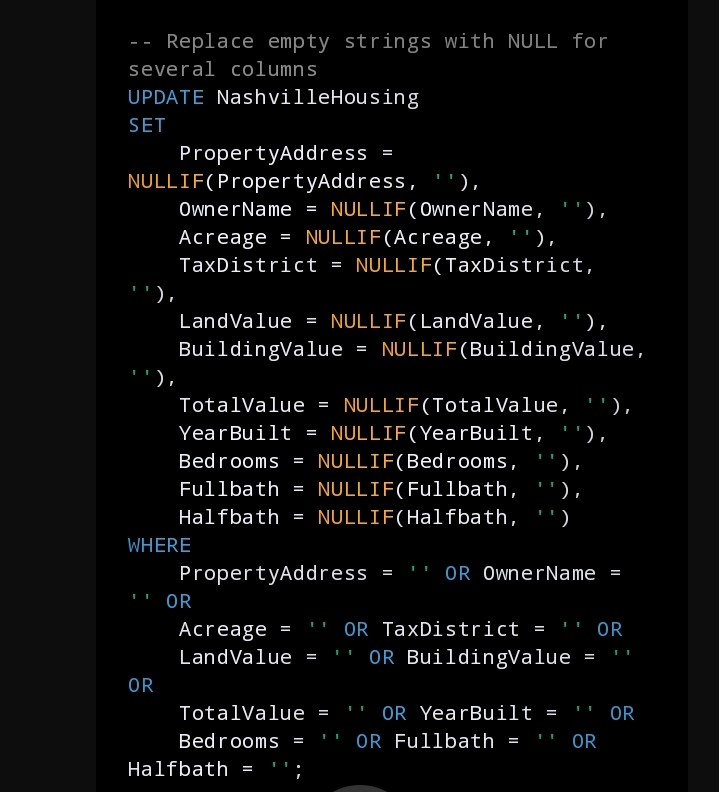 -- Replace empty strings with NULL for
several columns
UPDATE NashvilleHousing
SET
    PropertyAddress =
NULLIF(PropertyAddress, ''),
    OwnerName = NULLIF(OwnerName, ''),
    Acreage = NULLIF(Acreage, ''),
    TaxDistrict = NULLIF(TaxDistrict,
''),
    LandValue = NULLIF(LandValue, ''),
    BuildingValue = NULLIF(BuildingValue,
''),
    TotalValue = NULLIF(TotalValue, ''),
    YearBuilt = NULLIF(YearBuilt, ''),
    Bedrooms = NULLIF(Bedrooms, ''),
    Fullbath = NULLIF(Fullbath, ''),
    Halfbath = NULLIF(Halfbath, '')
WHERE
    PropertyAddress = '' OR OwnerName =
'' OR
    Acreage = '' OR TaxDistrict = '' OR
    LandValue = '' OR BuildingValue = ''
OR
    TotalValue = '' OR YearBuilt = '' OR
    Bedrooms = '' OR Fullbath = '' OR
Halfbath = '';